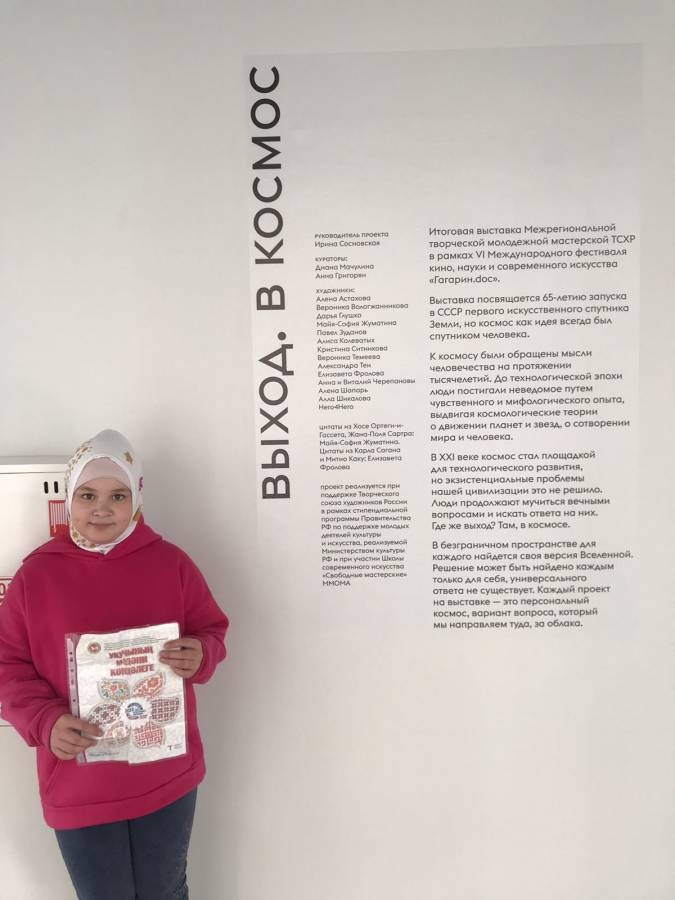 ВЫХОД. В КОСМОС
РУКОВОДИТЕЛЬ ПРОЕКТА
Ирина Сосновская
КУРАТОРЫ:
Диана Мачулина
Анна Григорян
ХУДОЖНИКИ:
Алена Астахова
Вероника Вологжанникова
Дарья Глушко
Майя-София Жуматина
Павел Зуданов
Алиса Колеватых
Кристина Ситникова
Вероника Темеева
Александра Тен
Елизавета Фролова
Анна и Виталий Черепановы
Алена Шапарь
Алла Шикалова
Hero4Hero
цитаты из Хосе Ортеги-и-
Гассета, Жана-Поля Сартра:
Майя-София Жуматина.
Цитаты из Карла Сагана
и Митио Каку: Елизавета
Фролова
проект реализуется при
поддержке Творческого
союза художников России
в рамках стипендиальной
программы Правительства
РФ по поддержке молодых
деятелей культуры
и искусства, реализуемой
Министерством культуры
РФ и при участии Школы
современного искусства
«Свободные мастерские»
ММОМА
Итоговая выставка Межрегиональной
творческой молодежной мастерской ТСХР
в рамках VI Международного фестиваля
кино, науки и современного искусства
«Гагарин.doc».
Выставка посвящается 65-летию запуска
в СССР первого искусственного спутника
Земли, но космос как идея всегда был
спутником человека.
К космосу были обращены мысли
человечества на протяжении
тысячелетий. До технологической эпохи
люди постигали неведомое путем
чувственного и мифологического опыта,
выдвигая космологические теории
о движении планет и звезд, о сотворении
мира и человека.
В XXI веке космос стал площадкой
для технологического развития,
но экзистенциальные проблемы
нашей цивилизации это не решило.
Люди продолжают мучиться вечными
вопросами и искать ответа на них.
Где же выход? Там, в космосе.
В безграничном пространстве для
каждого найдется своя версия Вселенной.
Решение может быть найдено каждым
только для себя, универсального
ответа не существует. Каждый проект
на выставке — это персональный
космос, вариант вопроса, который
мы направляем туда, за облака.
УКУЧЫНЫҢ
МӘДӘНИ
КӨНДӘЛЕГЕ